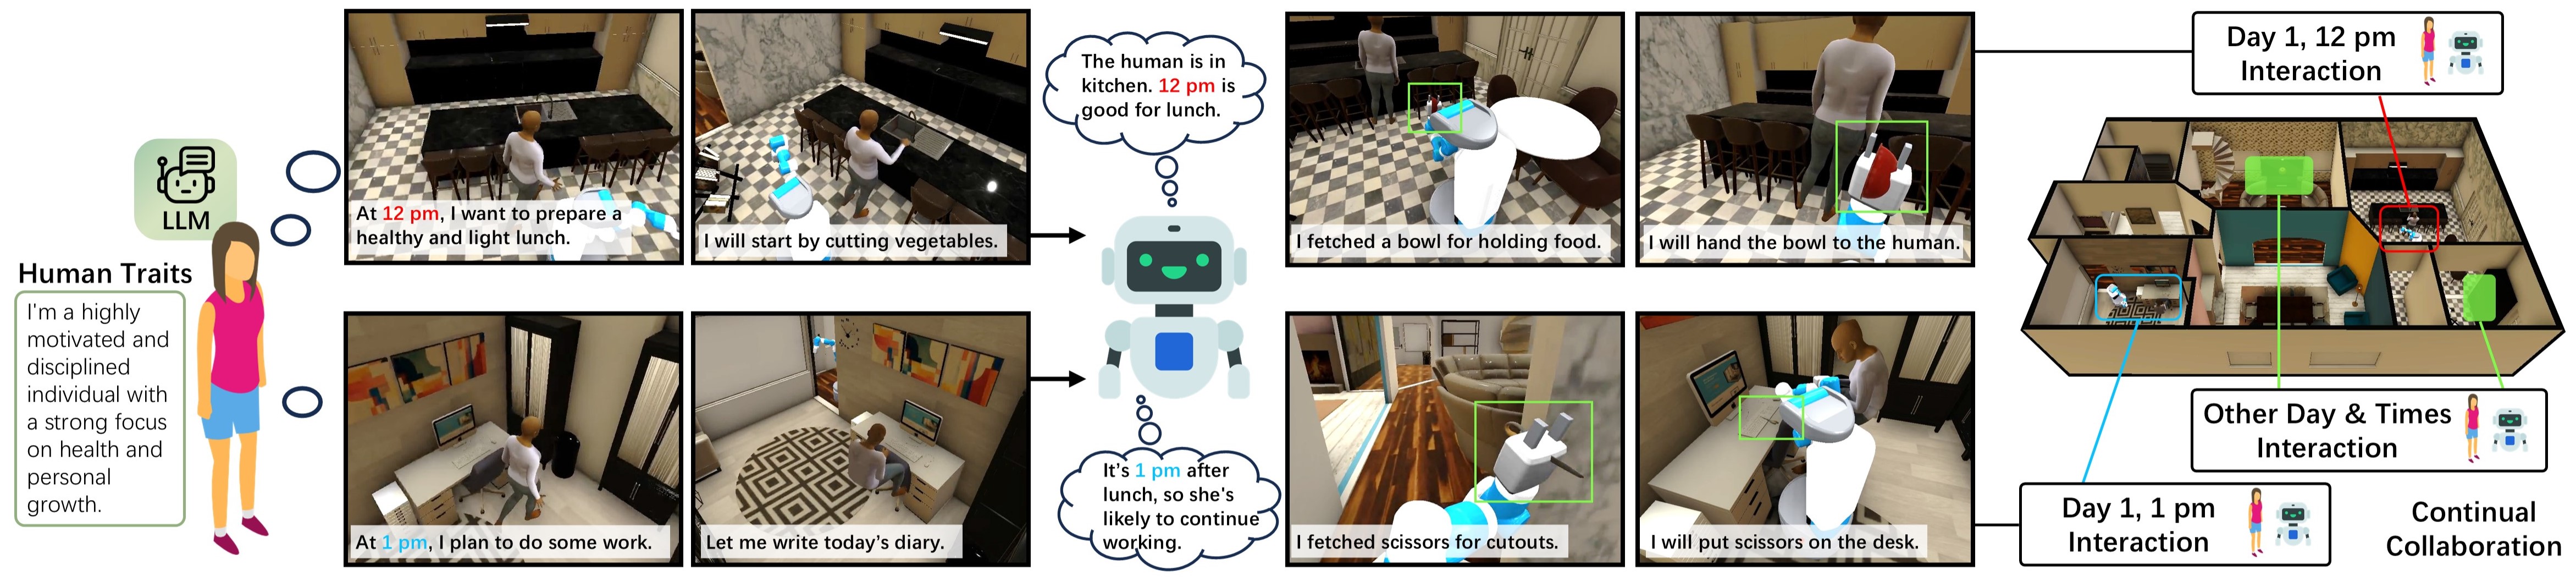 LLM
Human Traits
I'm a highly
motivated and
disciplined
individual with
a strong focus
on health and
personal
growth.
At 12 pm, I want to prepare a
healthy and light lunch.
I will start by cutting vegetables.
The human is in
kitchen. 12 pm is
good for lunch.
I fetched a bowl for holding food.
I will hand the bowl to the human.
At 1 pm, I plan to do some work.
Let me write today's diary.
It's 1 pm after
lunch, so she's
likely to continue
working.
I fetched scissors for cutouts.
I will put scissors on the desk.
Day 1, 12 pm
Interaction
Other Day & Times
Interaction
Day 1, 1 pm
Interaction
Continual
Collaboration